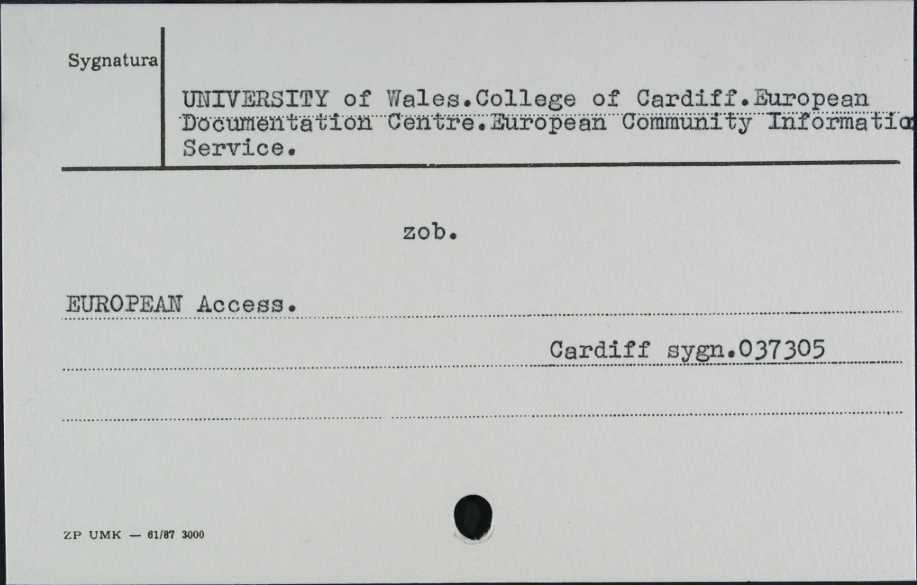 Sygnatura
UNIVERSITY of Wales.College of Cardiff.European
Documentation Centre.European Community Informatio
Service.
zob.
EUROPEAN Access.
Cardiff sygn.037305
ZP UMK — 61/87 3000